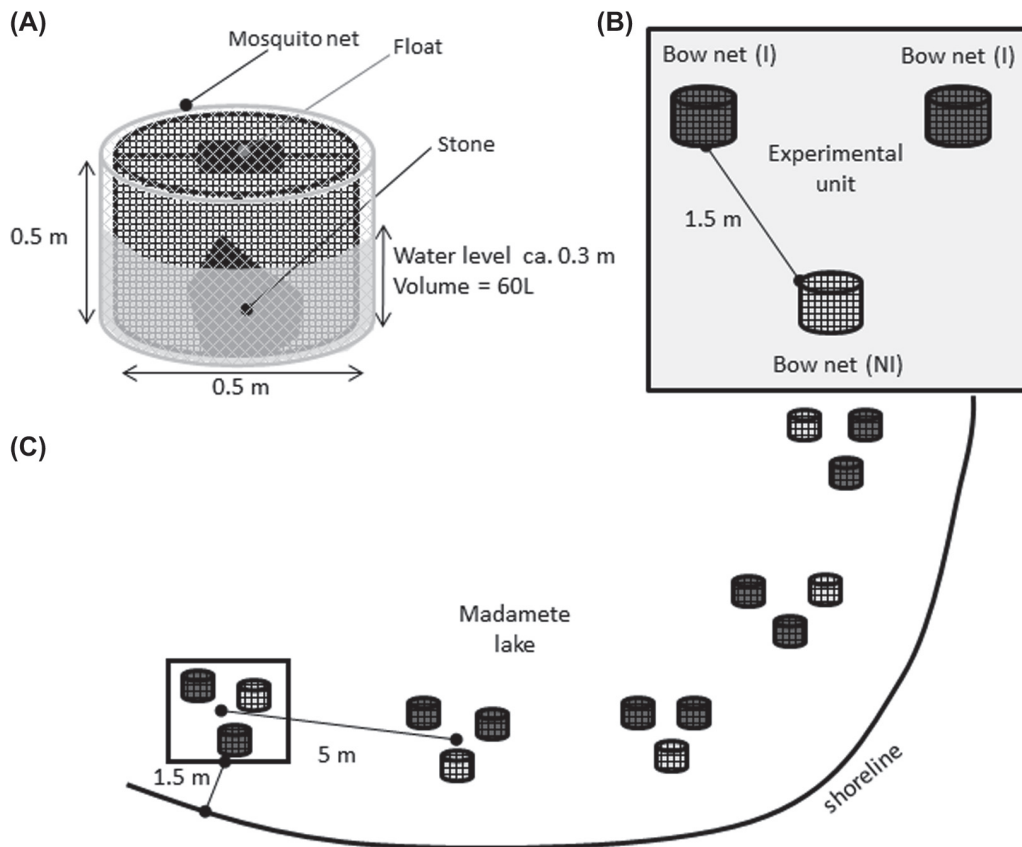 (A)
Mosquito net
Float
Stone
0.5 m
Water level ca. 0.3 m
Volume = 60L
0.5 m
(B)
Bow net (I)
Bow net (I)
Experimental
unit
1.5 m
Bow net (NI)
(C)
Madamete
lake
5 m
1.5 m
shoreline